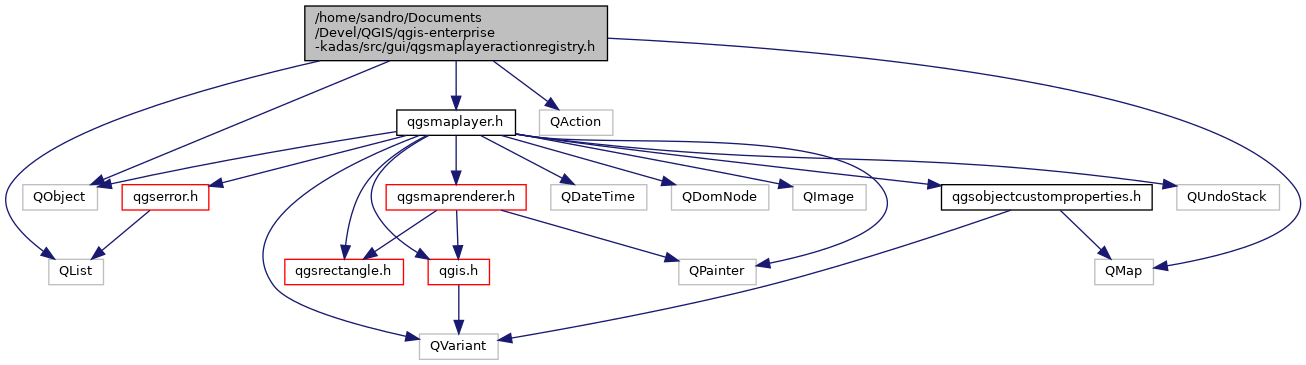 /home/sandro/Documents
/Devel/QGIS/qgis-enterprise
-kadas/src/gui/qgsmaplayeractionregistry.h
qgsmaplayer.h
QAction
QObject
qgserror.h
qgsmaprenderer.h
QDateTime
QDomNode
QImage
qgsobjectcustomproperties.h
QUndoStack
QList
qgsrectangle.h
qgis.h
QPainter
QMap
QVariant